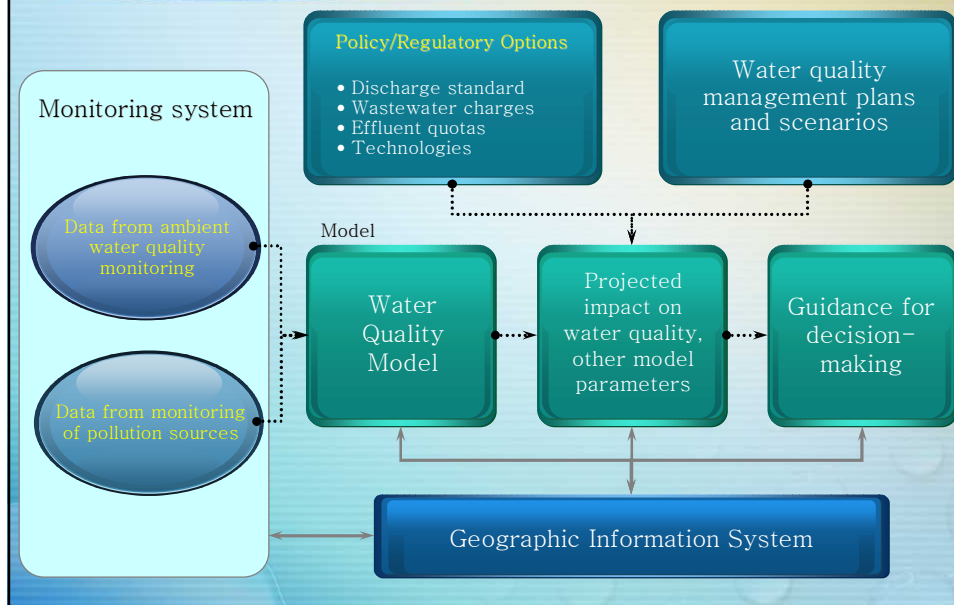 Monitoring system
Data from ambient
water quality
monitoring
Data from monitoring
of pollution sources
Policy/Regulatory Options
• Discharge standard
• Wastewater charges
• Effluent quotas
• Technologies
Water quality
management plans
and scenarios
Model
Water
Quality
Model
Projected
impact on
water quality,
other model
parameters
Guidance for
decision-
making
Geographic Information System